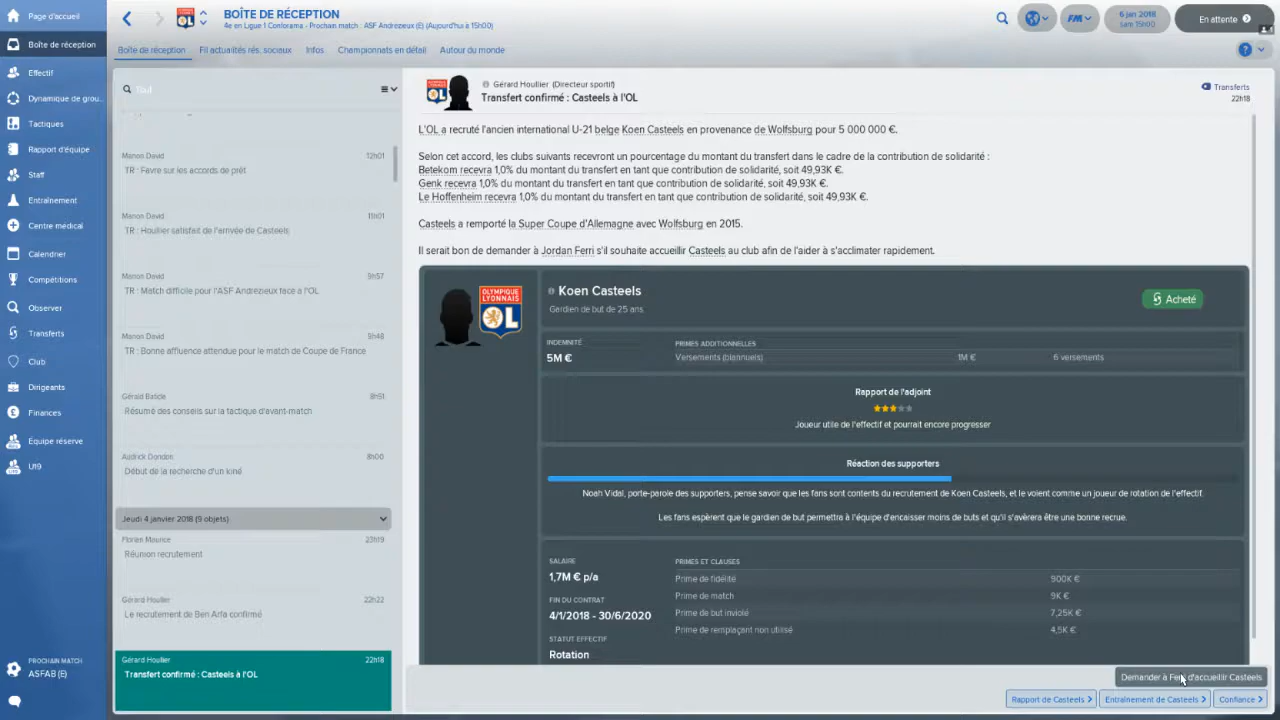 Page d'accueil
Boîte de réception
Effectif
Dynamique de grou...
Tactiques
Rapport d'équipe
Staff
Entraînement
Centre médical
Calendrier
Compétitions
Observer
Transferts
Club
Dirigeants
Finances
Equipe réserve
U19
PROCHAIN MATCH
ASFAB (E)
BOÎTE DE RÉCEPTION
4e en Ligue 1 Conforama - Prochain match : ASF Andrézieux (E) (Aujourd'hui à 15h00)
FM
6 jan 2018
sam 15h00
En attente
Boîte de réception
Fil actualités rés. sociaux
Infos
Championnats en détail
Autour du monde
Tout
Manon David 12h01
TR : Favre sur les accords de prêt
Manon David 11h01
TR : Houllier satisfait de l'arrivée de Casteels
Manon David 9h57
TR : Match difficile pour l'ASF Andrézieux face à l'OL
Manon David 9h48
TR : Bonne affluence attendue pour le match de Coupe de France
Gérald Baticle 8h51
Résumé des conseils sur la tactique d'avant-match
Audrick Dondon 8h00
Début de la recherche d'un kiné
Jeudi 4 janvier 2018 (9 objets)
Florian Maurice 23h19
Réunion recrutement
Gérard Houllier 22h22
Le recrutement de Ben Arfa confirmé
Gérard Houllier 22h18
Transfert confirmé : Casteels à l'OL
OL
Gérard Houllier (Directeur sportif)
Transfert confirmé : Casteels à l'OL
Transferts
22h18
L'OL a recruté l'ancien international U-21 belge Koen Casteels en provenance de Wolfsburg pour 5 000 000 €.
Selon cet accord, les clubs suivants recevront un pourcentage du montant du transfert dans le cadre de la contribution de solidarité :
Betekom recevra 1,0% du montant du transfert en tant que contribution de solidarité, soit 49,93K €.
Genk recevra 1,0% du montant du transfert en tant que contribution de solidarité, soit 49,93K €.
Le Hoffenheim recevra 1,0% du montant du transfert en tant que contribution de solidarité, soit 49,93K €.
Casteels a remporté la Super Coupe d'Allemagne avec Wolfsburg en 2015.
Il serait bon de demander à Jordan Ferri s'il souhaite accueillir Casteels au club afin de l'aider à s'acclimater rapidement.
OLYMPIQUE
LYONNAIS
OL
Koen Casteels
Gardien de but de 25 ans
Acheté
INDEMNITÉ
5M €
PRIMES ADDITIONNELLES
Versements (biannuels) 1M € 6 versements
Rapport de l'adjoint
Joueur utile de l'effectif et pourrait encore progresser
Réaction des supporters
Noah Vidal, porte-parole des supporters, pense savoir que les fans sont contents du recrutement de Koen Casteels, et le voient comme un joueur de rotation de l'effectif.
Les fans espèrent que le gardien de but permettra à l'équipe d'encaisser moins de buts et qu'il s'avèrera être une bonne recrue.
SALAIRE
1,7M € p/a
FIN DU CONTRAT
4/1/2018 - 30/6/2020
STATUT EFFECTIF
Rotation
PRIMES ET CLAUSES
Prime de fidélité 900K €
Prime de match 9K €
Prime de but inviolé 7,25K €
Prime de remplaçant non utilisé 4,5K €
Demander à Ferri d'accueillir Casteels
Rapport de Casteels
Entraînement de Casteels
Confiance